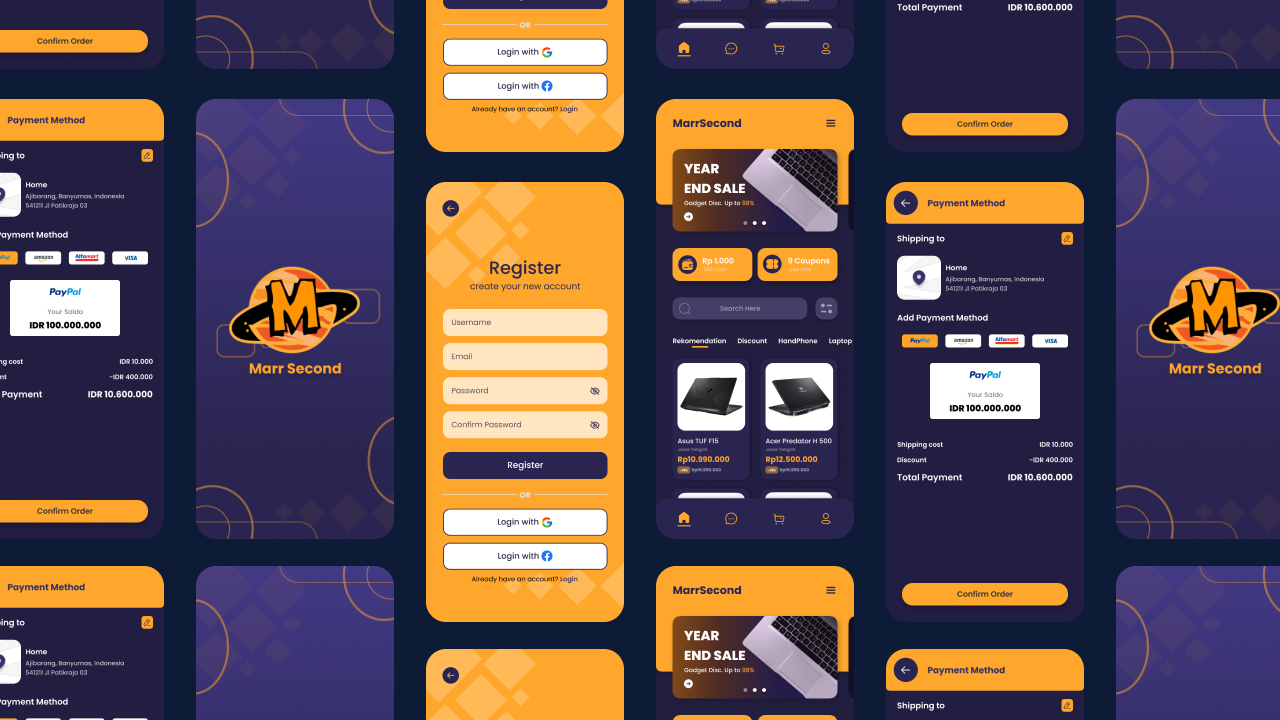 Confirm Order
Payment Method
ping to
Home
Ajibarang, Banyumas, Indonesia
541211 Jl Patikraja 03
Payment Method
Pal
amazon
Alfamart
VISA
PayPal
Your Saldo
IDR 100.000.000
ng cost
IDR 10.000
nt
-IDR 400.000
Payment
IDR 10.600.000
Confirm Order
Payment Method
ping to
Home
Ajibarang, Banyumas, Indonesia
541211 Jl Patikraja 03
Payment Method
M
Marr Second
OR
Login with
Login with
Already have an account? Login
Register
create your new account
Username
Email
Password
Confirm Password
Register
OR
Login with
Login with
Already have an account? Login
MarrSecond
YEAR
END SALE
Gadget Disc. Up to 98%
Rp 1.000
9 Coupons
Search Here
Rekomendation Discount HandPhone Laptop
Asus TUF F15
Jawa Tengah
Rp10.990.000
Acer Predator H 500
Jawa Tengah
Rp12.500.000
MarrSecond
YEAR
END SALE
Gadget Disc. Up to 98%
Total Payment
IDR 10.600.000
Confirm Order
Payment Method
Shipping to
Home
Ajibarang, Banyumas, Indonesia
541211 Jl Patikraja 03
Add Payment Method
PayPal
amazon
Alfamart
VISA
PayPal
Your Saldo
IDR 100.000.000
Shipping cost
IDR 10.000
Discount
-IDR 400.000
Total Payment
IDR 10.600.000
Confirm Order
Payment Method
Shipping to
M
Marr Second